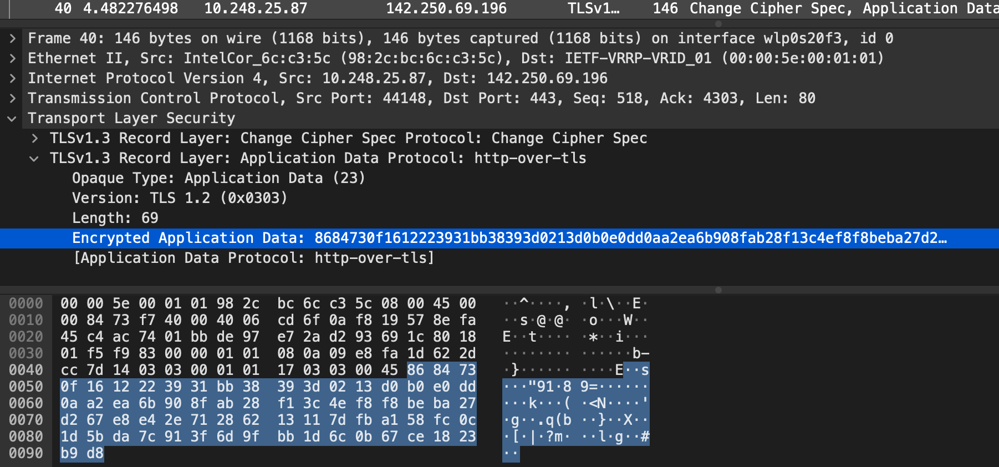 40 4.482276498 10.248.25.87 142.250.69.196 TLSv1… 146 Change Cipher Spec, Application Data
Frame 40: 146 bytes on wire (1168 bits), 146 bytes captured (1168 bits) on interface wlp0s20f3, id 0
Ethernet II, Src: IntelCor_6c:c3:5c (98:2c:bc:6c:c3:5c), Dst: IETF-VRRP-VRID_01 (00:00:5e:00:01:01)
Internet Protocol Version 4, Src: 10.248.25.87, Dst: 142.250.69.196
Transmission Control Protocol, Src Port: 44148, Dst Port: 443, Seq: 518, Ack: 4303, Len: 80
Transport Layer Security
TLSv1.3 Record Layer: Change Cipher Spec Protocol: Change Cipher Spec
TLSv1.3 Record Layer: Application Data Protocol: http-over-tls
Opaque Type: Application Data (23)
Version: TLS 1.2 (0x0303)
Length: 69
Encrypted Application Data: 8684730f1612223931bb38393d0213d0b0e0dd0aa2ea6b908fab28f13c4ef8f8beba27d2…
[Application Data Protocol: http-over-tls]
0000 00 00 5e 00 01 01 98 2c bc 6c c3 5c 08 00 45 00 ··^····, ·l·\··E·
0010 00 84 73 f7 40 00 40 06 cd 6f 0a f8 19 57 8e fa ··s·@·@· ·o···W··
0020 45 c4 ac 74 01 bb de 97 e7 2a d2 93 69 1c 80 18 E··t···· ·*··i···
0030 01 f5 f9 83 00 00 01 01 08 0a 09 e8 fa 1d 62 2d ········ ······b-
0040 cc 7d 14 03 03 00 01 01 17 03 03 00 45 86 84 73 ·}······ ····E··s
0050 0f 16 12 22 39 31 bb 38 39 3d 02 13 d0 b0 e0 dd ···"91·8 9=······
0060 0a a2 ea 6b 90 8f ab 28 f1 3c 4e f8 f8 be ba 27 ···k···( ·<N····'
0070 d2 67 e8 e4 2e 71 28 62 13 11 7d fb a1 58 fc 0c ·g··.q(b ··}··X··
0080 1d 5b da 7c 91 3f 6d 9f bb 1d 6c 0b 67 ce 18 23 ·[·|·?m· ··l·g··#
0090 b9 d8 ··